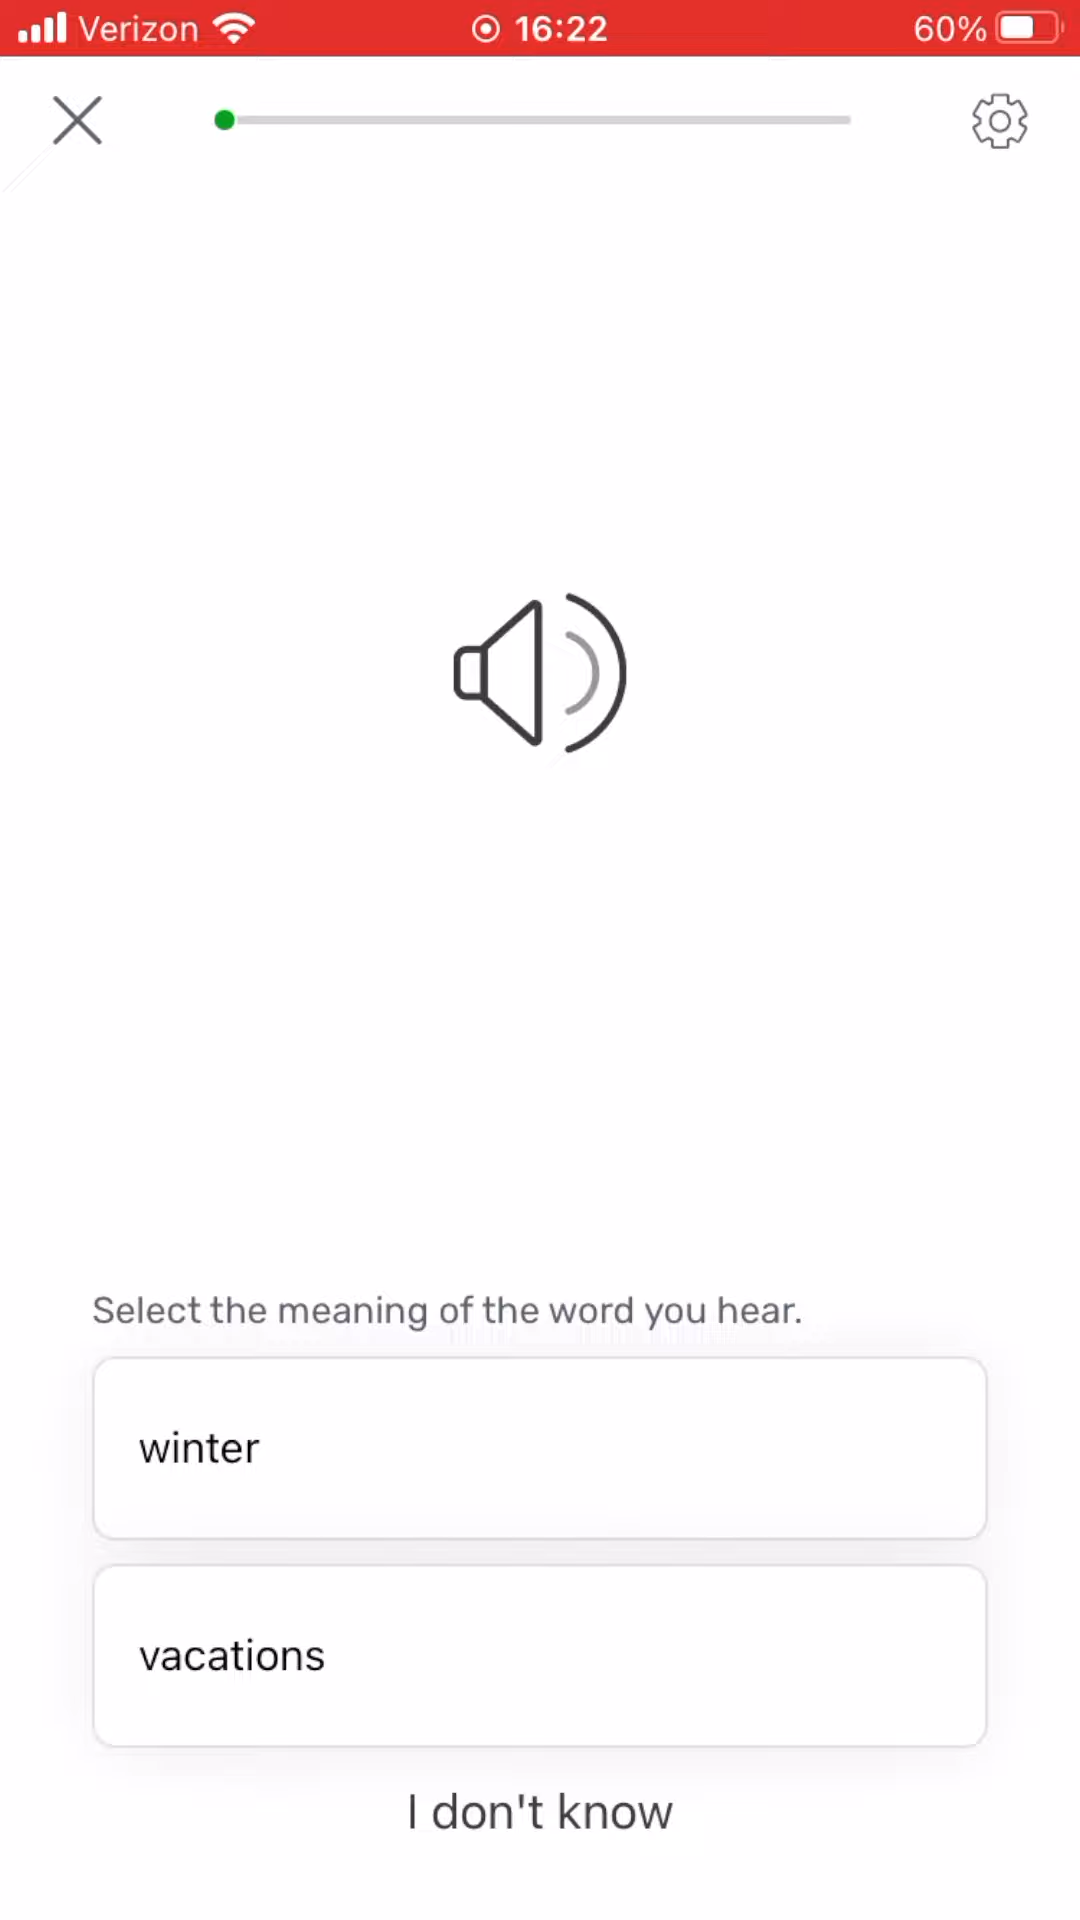 Verizon 16:22 60%
Select the meaning of the word you hear.
winter
vacations
I don't know